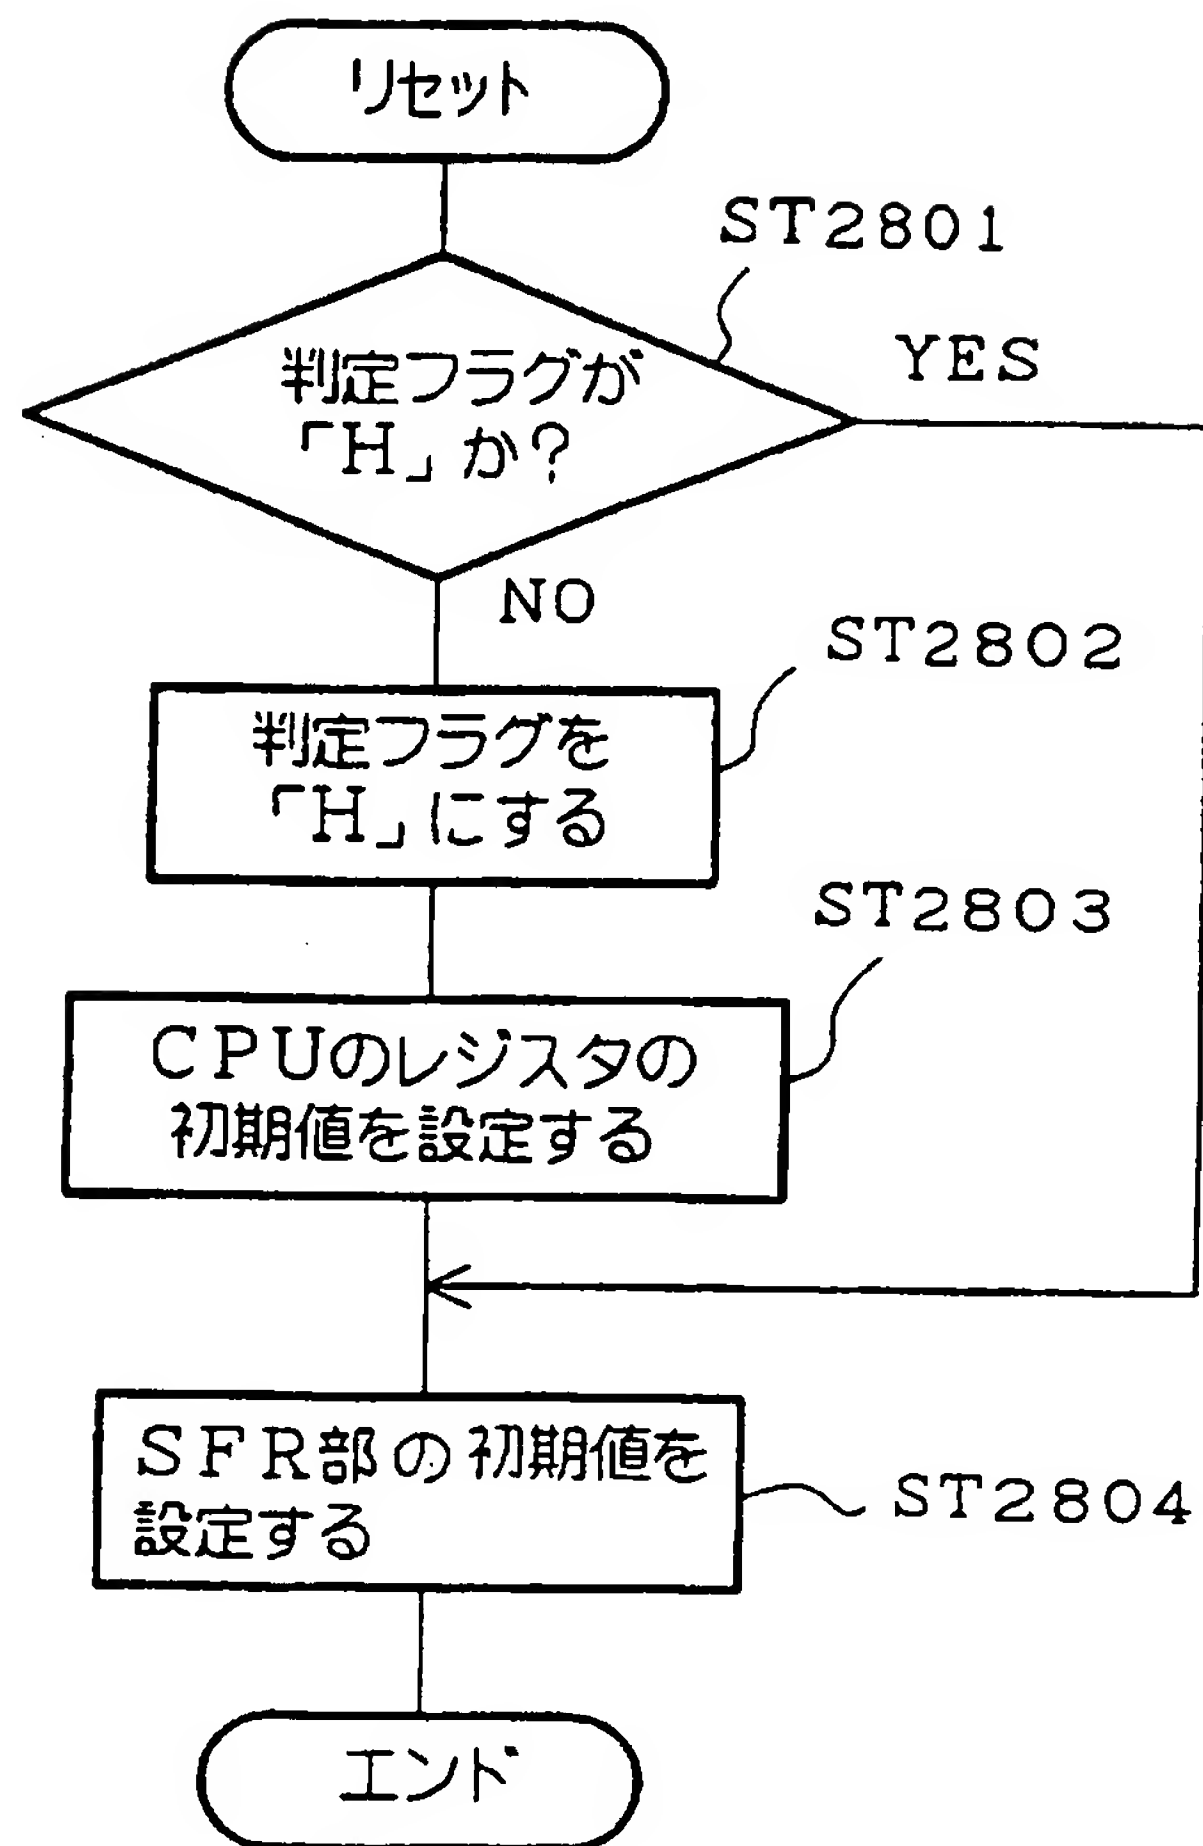 リセット
ST2801
判定フラグが
「H」か?
YES
NO
ST2802
判定フラグを
「H」にする
ST2803
CPUのレジスタの
初期値を設定する
SFR部の初期値を
設定する
ST2804
エンド